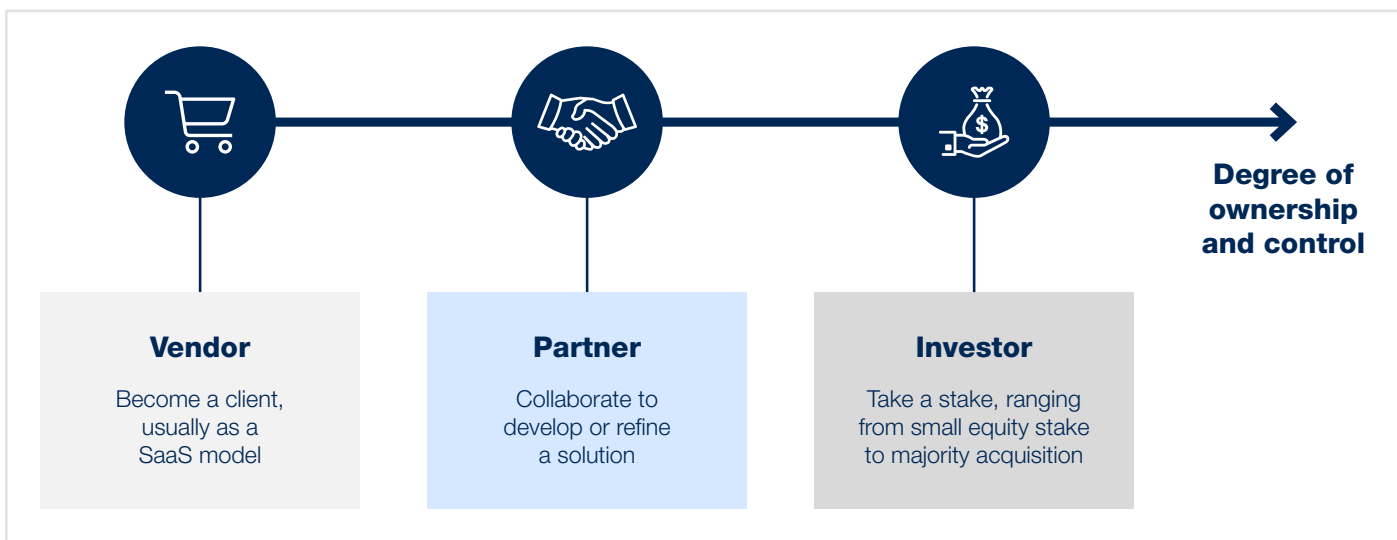 $
Degree of
ownership
and control
Vendor
Become a client,
usually as a
SaaS model
Partner
Collaborate to
develop or refine
a solution
Investor
Take a stake, ranging
from small equity stake
to majority acquisition